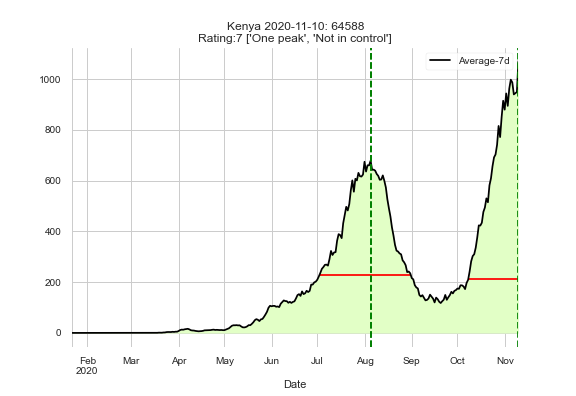 Kenya 2020-11-10: 64588
Rating:7 ['One peak', 'Not in control']
Average-7d
1000
800
600
400
200
0
Feb Mar Apr May Jun Jul Aug Sep Oct Nov
2020
Date